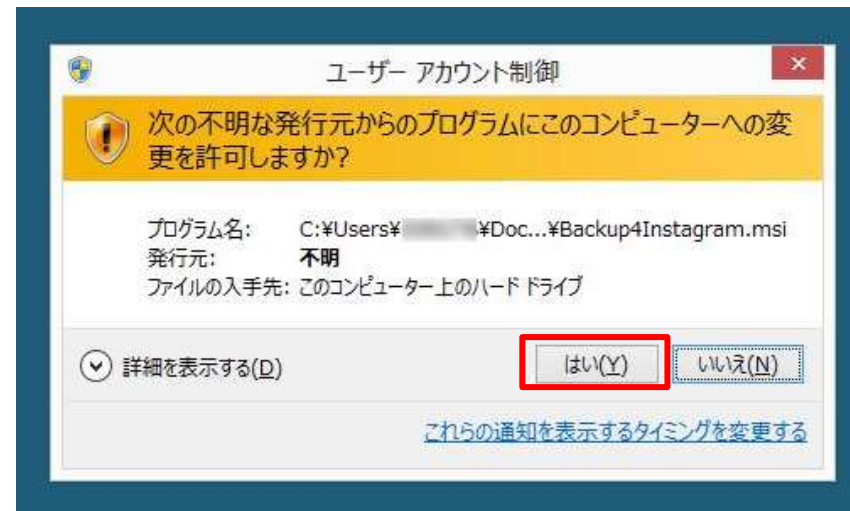 ユーザー アカウント制御
次の不明な発行元からのプログラムにこのコンピューターへの変
更を許可しますか?
プログラム名: C:¥Users¥ ¥Doc...¥Backup4Instagram.msi
発行元: 不明
ファイルの入手先: このコンピューター上のハード ドライブ
詳細を表示する(D) はい(Y) いいえ(N)
これらの通知を表示するタイミングを変更する